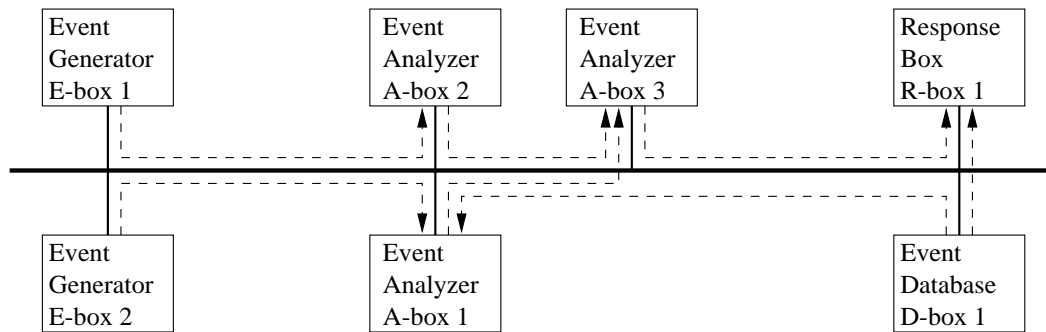 Event
Generator
E-box 1
Event
Analyzer
A-box 2
Event
Analyzer
A-box 3
Response
Box
R-box 1
Event
Generator
E-box 2
Event
Analyzer
A-box 1
Event
Database
D-box 1